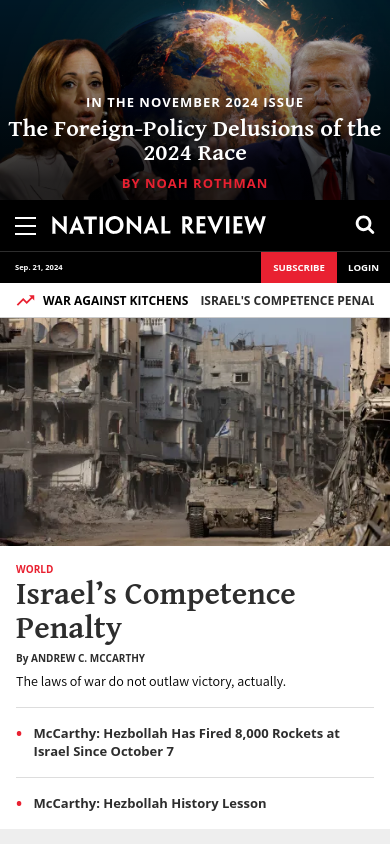 IN THE NOVEMBER 2024 ISSUE
The Foreign-Policy Delusions of the
2024 Race
BY NOAH ROTHMAN
NATIONAL REVIEW
Sep. 21, 2024
SUBSCRIBE
LOGIN
WAR AGAINST KITCHENS
ISRAEL'S COMPETENCE PENAL
WORLD
Israel’s Competence
Penalty
By ANDREW C. MCCARTHY
The laws of war do not outlaw victory, actually.
• McCarthy: Hezbollah Has Fired 8,000 Rockets at
Israel Since October 7
• McCarthy: Hezbollah History Lesson